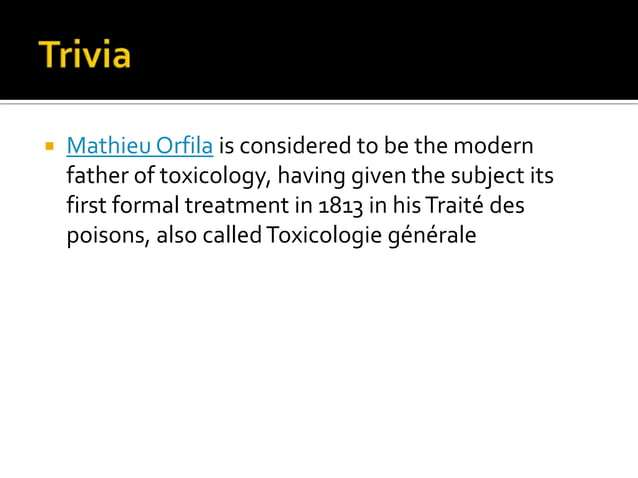 Trivia
Mathieu Orfila is considered to be the modern
father of toxicology, having given the subject its
first formal treatment in 1813 in his Traité des
poisons, also called Toxicologie générale